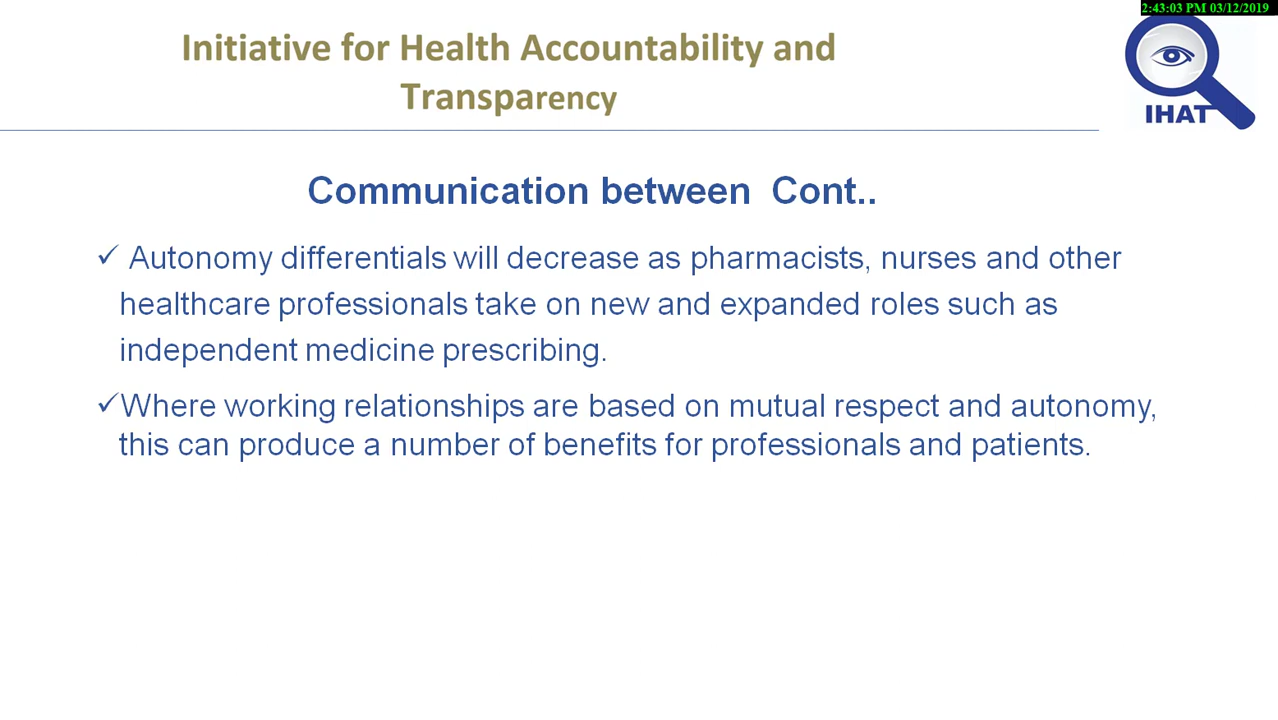 2:43:03 PM 03/12/2019
Initiative for Health Accountability and
Transparency
IHAT
Communication between  Cont..
✓ Autonomy differentials will decrease as pharmacists, nurses and other
healthcare professionals take on new and expanded roles such as
independent medicine prescribing.
✓Where working relationships are based on mutual respect and autonomy,
this can produce a number of benefits for professionals and patients.